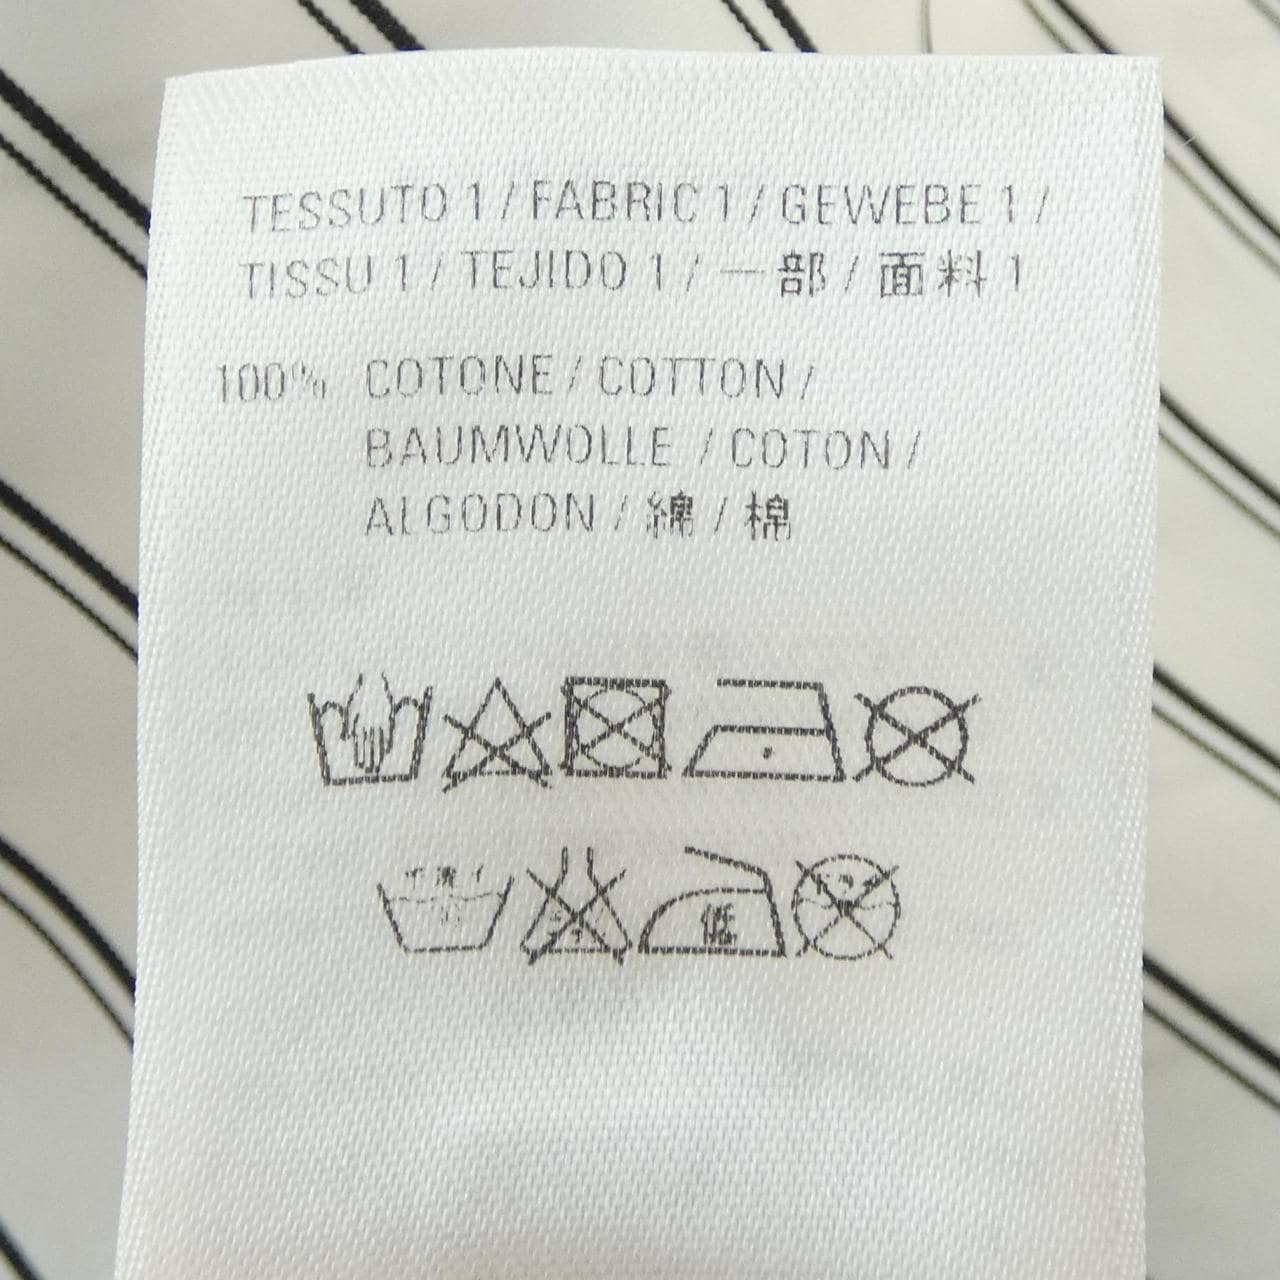 TESSUTO 1 / FABRIC 1 / GEWEBE 1 /
TISSU 1 / TEJIDO 1 / 一部 / 面料 1
100% COTONE / COTTON /
BAUMWOLLE / COTON /
ALGODON / 綿 / 棉
低